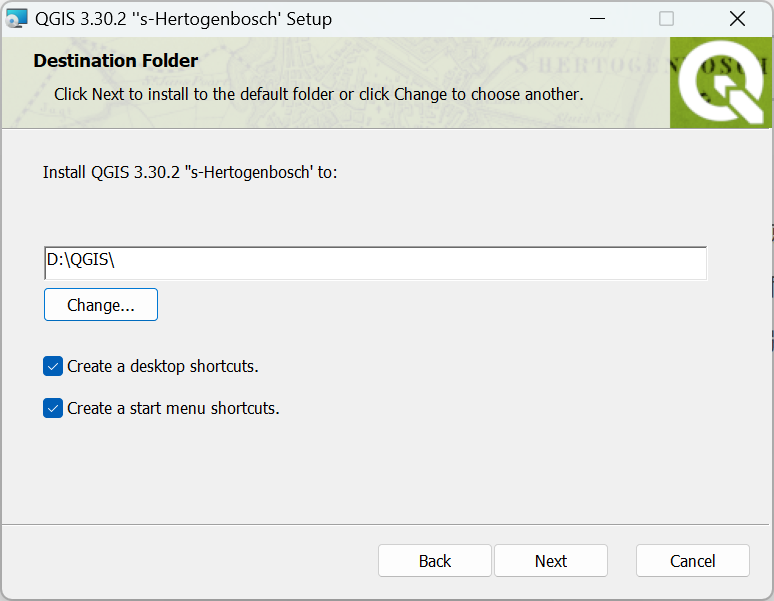 QGIS 3.30.2 ''s-Hertogenbosch' Setup
Destination Folder
Click Next to install to the default folder or click Change to choose another.
S HERTOGENBOSCH
Install QGIS 3.30.2 ''s-Hertogenbosch' to:
D:\QGIS\
Change...
Create a desktop shortcuts.
Create a start menu shortcuts.
Back
Next
Cancel